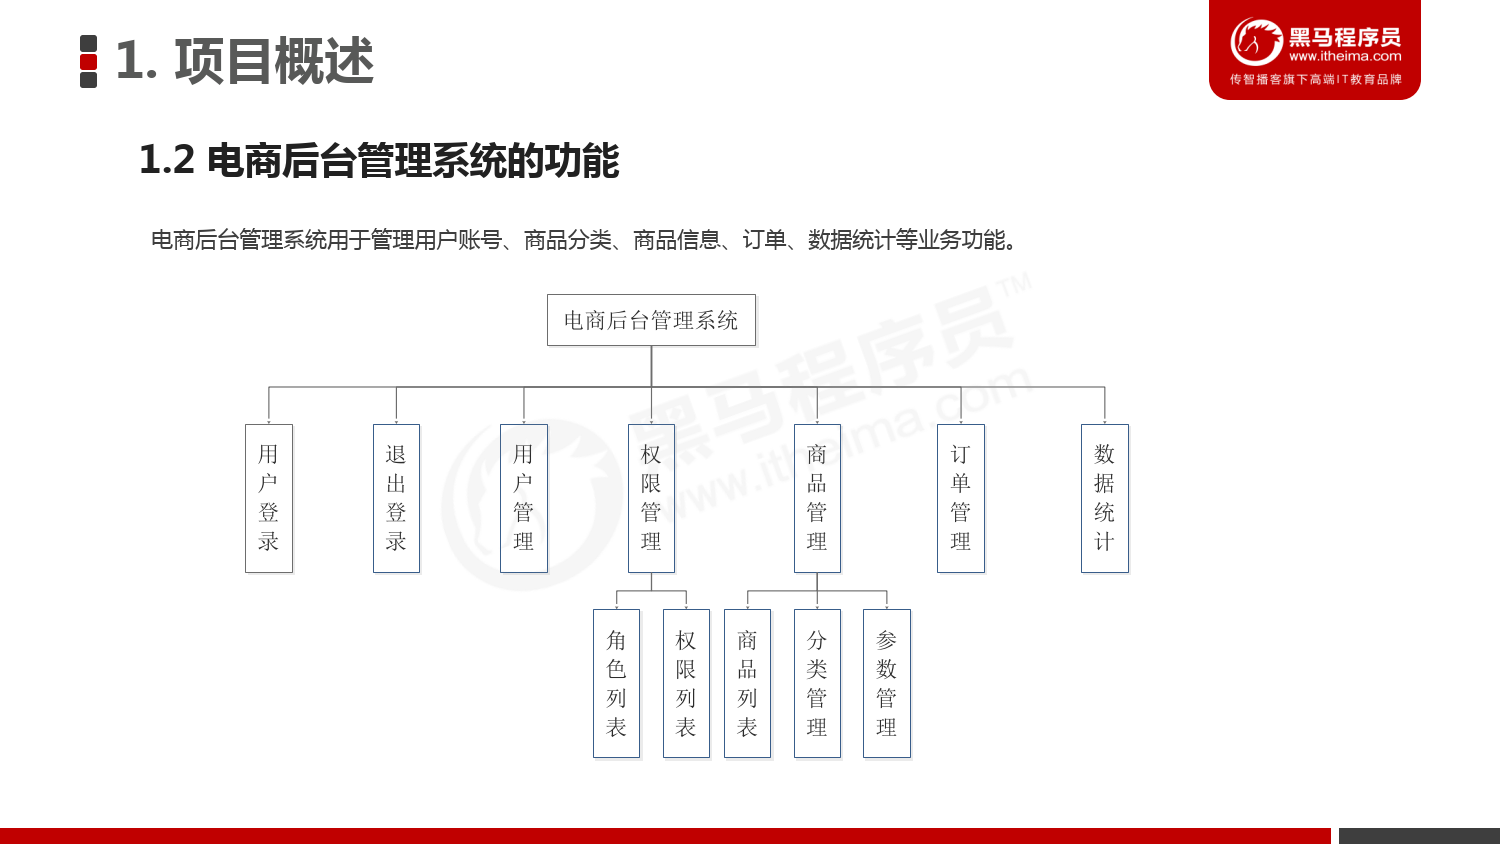 1. 项目概述
黑马程序员
www.itheima.com
传智播客旗下高端IT教育品牌
1.2 电商后台管理系统的功能
电商后台管理系统用于管理用户账号、商品分类、商品信息、订单、数据统计等业务功能。
电商后台管理系统
用户登录
退出登录
用户管理
权限管理
商品管理
订单管理
数据统计
角色列表
权限列表
商品列表
分类管理
参数管理
黑马程序员™
www.itheima.com